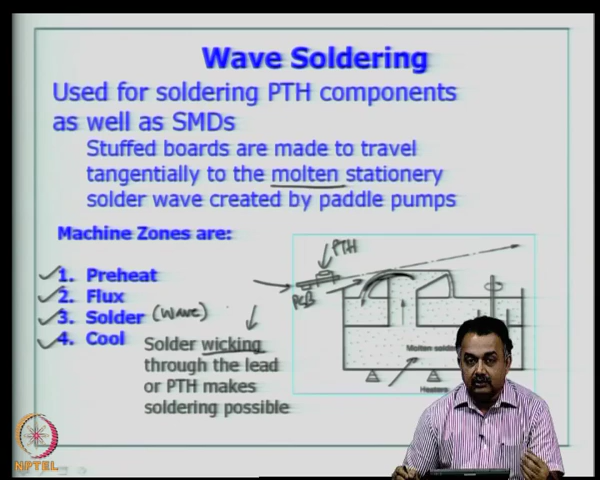 Wave Soldering
Used for soldering PTH components
as well as SMDs
Stuffed boards are made to travel
tangentially to the molten stationery
solder wave created by paddle pumps
Machine Zones are:
1. Preheat
2. Flux
3. Solder (WAVE)
4. Cool
Solder wicking
through the lead
or PTH makes
soldering possible
PTH
PCB
Molten solder
Heaters
NPTEL